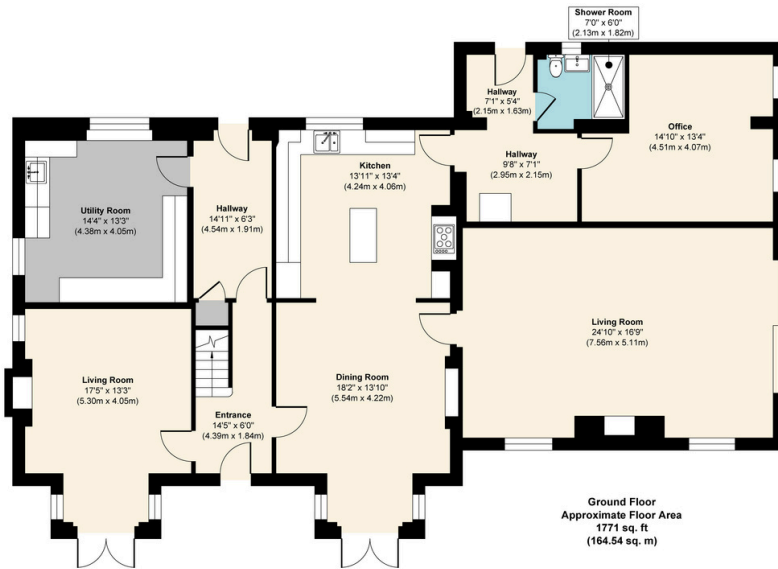 Shower Room
7'0" x 6'0"
(2.13m x 1.82m)
Hallway
7'1" x 5'4"
(2.15m x 1.63m)
Office
14'10" x 13'4"
(4.51m x 4.07m)
Hallway
9'8" x 7'1"
(2.95m x 2.15m)
Kitchen
13'11" x 13'4"
(4.24m x 4.06m)
Utility Room
14'4" x 13'3"
(4.38m x 4.05m)
Hallway
14'11" x 6'3"
(4.54m x 1.91m)
Living Room
24'10" x 16'9"
(7.56m x 5.11m)
Living Room
17'5" x 13'3"
(5.30m x 4.05m)
Dining Room
18'2" x 13'10"
(5.54m x 4.22m)
Entrance
14'5" x 6'0"
(4.39m x 1.84m)
Ground Floor
Approximate Floor Area
1771 sq. ft
(164.54 sq. m)